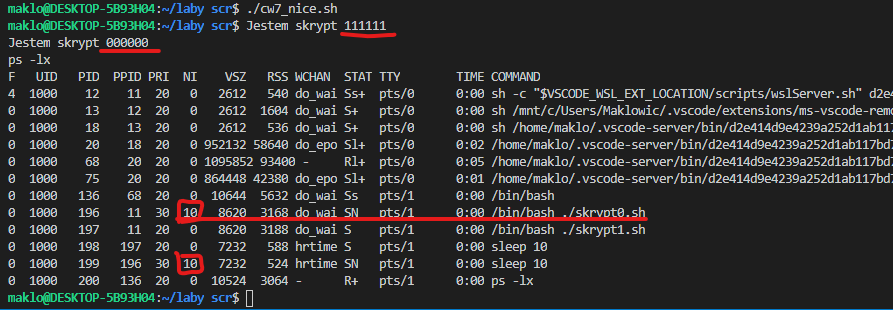 maklo@DESKTOP-5B93H04:~/laby scr$ ./cw7_nice.sh
maklo@DESKTOP-5B93H04:~/laby scr$ Jestem skrypt 111111
Jestem skrypt 000000
ps -lx
F   UID   PID  PPID PRI  NI    VSZ   RSS WCHAN  STAT TTY        TIME COMMAND
4  1000    12    11  20   0   2612   540 do_wai Ss+  pts/0      0:00 sh -c "$VSCODE_WSL_EXT_LOCATION/scripts/wslServer.sh" d2e4
0  1000    13    12  20   0   2612  1604 do_wai S+   pts/0      0:00 sh /mnt/c/Users/Maklowic/.vscode/extensions/ms-vscode-remo
0  1000    18    13  20   0   2612   536 do_wai S+   pts/0      0:00 sh /home/maklo/.vscode-server/bin/d2e414d9e4239a252d1ab117
0  1000    20    18  20   0 952132 58640 do_epo Sl+  pts/0      0:02 /home/maklo/.vscode-server/bin/d2e414d9e4239a252d1ab117bd7
0  1000    68    20  20   0 1095852 93400 -     Rl+  pts/0      0:05 /home/maklo/.vscode-server/bin/d2e414d9e4239a252d1ab117bd7
0  1000    75    20  20   0 864448 42380 do_epo Sl+  pts/0      0:01 /home/maklo/.vscode-server/bin/d2e414d9e4239a252d1ab117bd7
0  1000   136    68  20   0  10644  5632 do_wai Ss   pts/1      0:00 /bin/bash
0  1000   196    11  30  10   8620  3168 do_wai SN   pts/1      0:00 /bin/bash ./skrypt0.sh
0  1000   197    11  20   0   8620  3188 do_wai S    pts/1      0:00 /bin/bash ./skrypt1.sh
0  1000   198   197  20   0   7232   588 hrtime S    pts/1      0:00 sleep 10
0  1000   199   196  30  10   7232   524 hrtime SN   pts/1      0:00 sleep 10
0  1000   200   136  20   0  10524  3064 -      R+   pts/1      0:00 ps -lx
maklo@DESKTOP-5B93H04:~/laby scr$